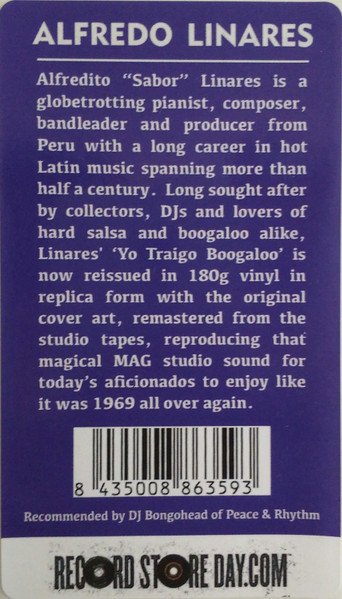 ALFREDO LINARES
Alfredito “Sabor” Linares is a
globetrotting pianist, composer,
bandleader and producer from
Peru with a long career in hot
Latin music spanning more than
half a century. Long sought after
by collectors, DJs and lovers of
hard salsa and boogaloo alike,
Linares' ‘Yo Traigo Boogaloo’ is
now reissued in 180g vinyl in
replica form with the original
cover art, remastered from the
studio tapes, reproducing that
magical MAG studio sound for
today’s aficionados to enjoy like
it was 1969 all over again.
8 435008 863593
Recommended by DJ Bongohead of Peace & Rhythm
RECORD STORE DAY.COM